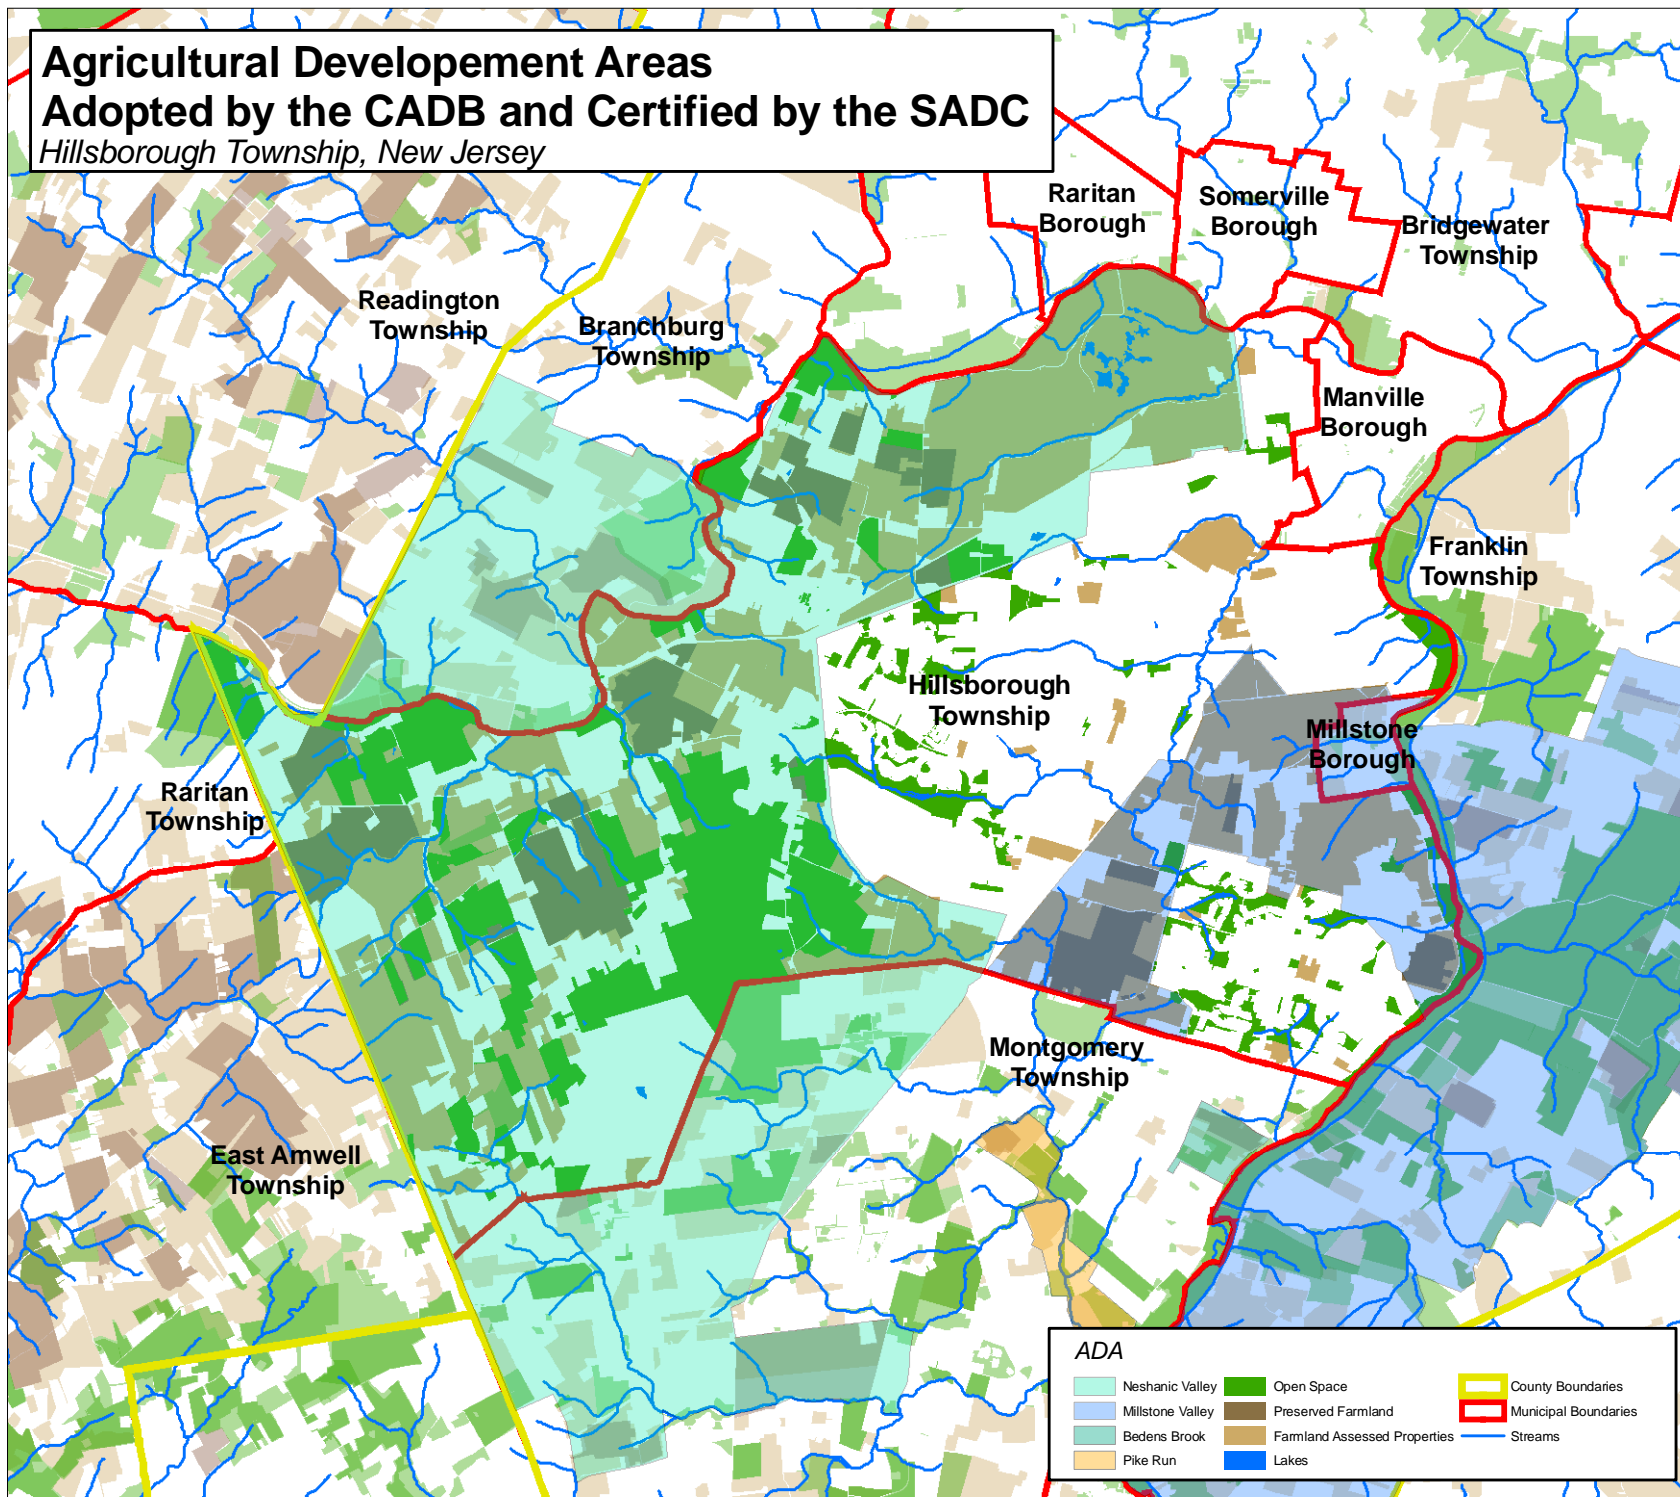 Agricultural Developement Areas
Adopted by the CADB and Certified by the SADC
Hillsborough Township, New Jersey
Raritan
Borough
Somerville
Borough
Bridgewater
Township
Readington
Township
Branchburg
Township
Manville
Borough
Franklin
Township
Hillsborough
Township
Millstone
Borough
Raritan
Township
Montgomery
Township
East Amwell
Township
ADA
Neshanic Valley
Millstone Valley
Bedens Brook
Pike Run
Open Space
Preserved Farmland
Farmland Assessed Properties
Lakes
County Boundaries
Municipal Boundaries
Streams